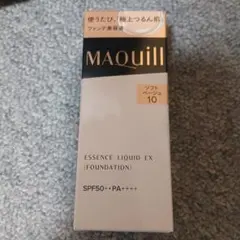 使うたび、極上つるん肌。
ファンデ美容液
MAQuill
ソフト
ベージュ
10
ESSENCE LIQUID EX
(FOUNDATION)
SPF50+・PA++++